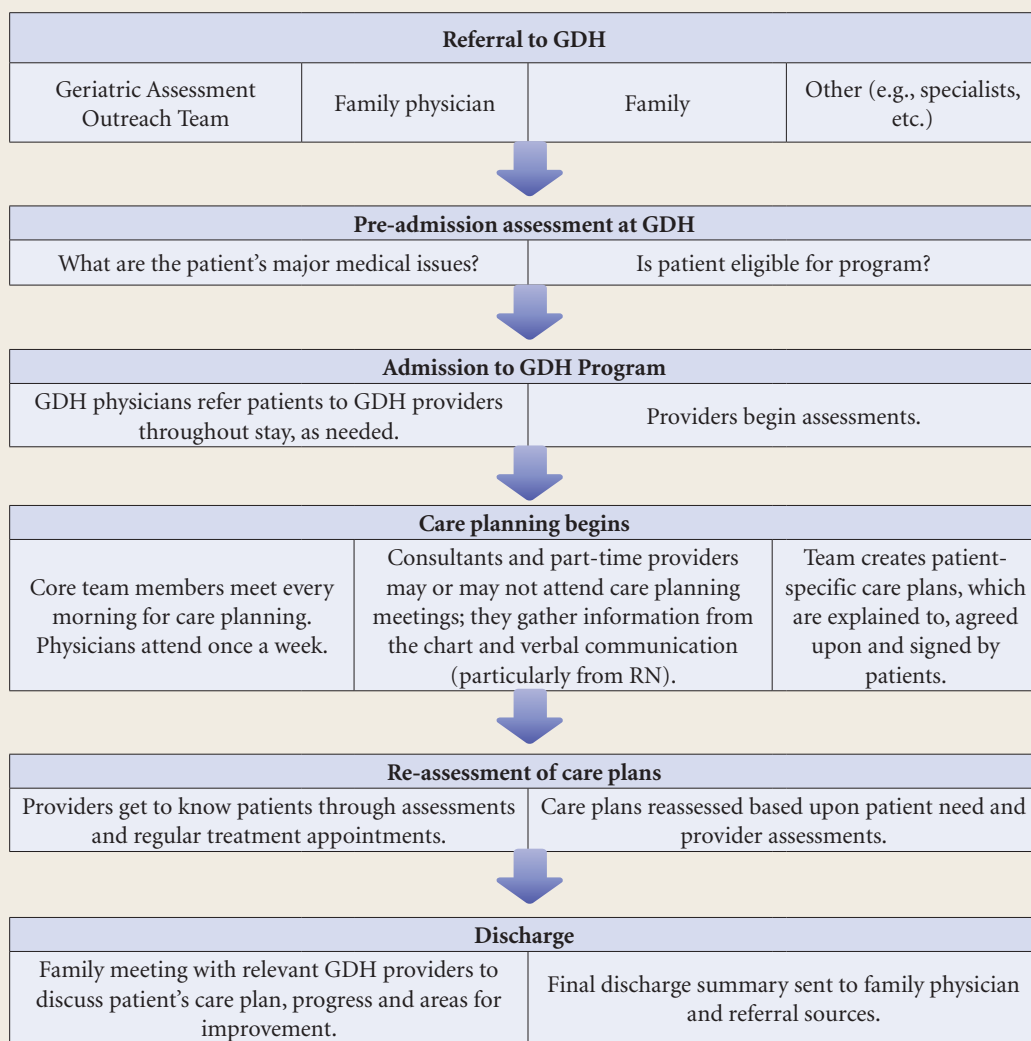 Referral to GDH
Geriatric Assessment
Outreach Team
Family physician
Family
Other (e.g., specialists,
etc.)
Pre-admission assessment at GDH
What are the patient’s major medical issues?
Is patient eligible for program?
Admission to GDH Program
GDH physicians refer patients to GDH providers
throughout stay, as needed.
Providers begin assessments.
Care planning begins
Core team members meet every
morning for care planning.
Physicians attend once a week.
Consultants and part-time providers
may or may not attend care planning
meetings; they gather information from
the chart and verbal communication
(particularly from RN).
Team creates patient-
specific care plans, which
are explained to, agreed
upon and signed by
patients.
Re-assessment of care plans
Providers get to know patients through assessments
and regular treatment appointments.
Care plans reassessed based upon patient need and
provider assessments.
Discharge
Family meeting with relevant GDH providers to
discuss patient’s care plan, progress and areas for
improvement.
Final discharge summary sent to family physician
and referral sources.